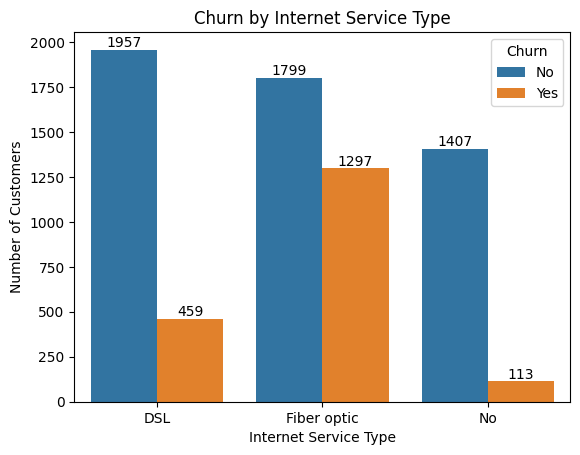 Churn by Internet Service Type
Number of Customers
2000
1750
1500
1250
1000
750
500
250
0
1957
459
1799
1297
1407
113
Churn
No
Yes
DSL
Fiber optic
No
Internet Service Type